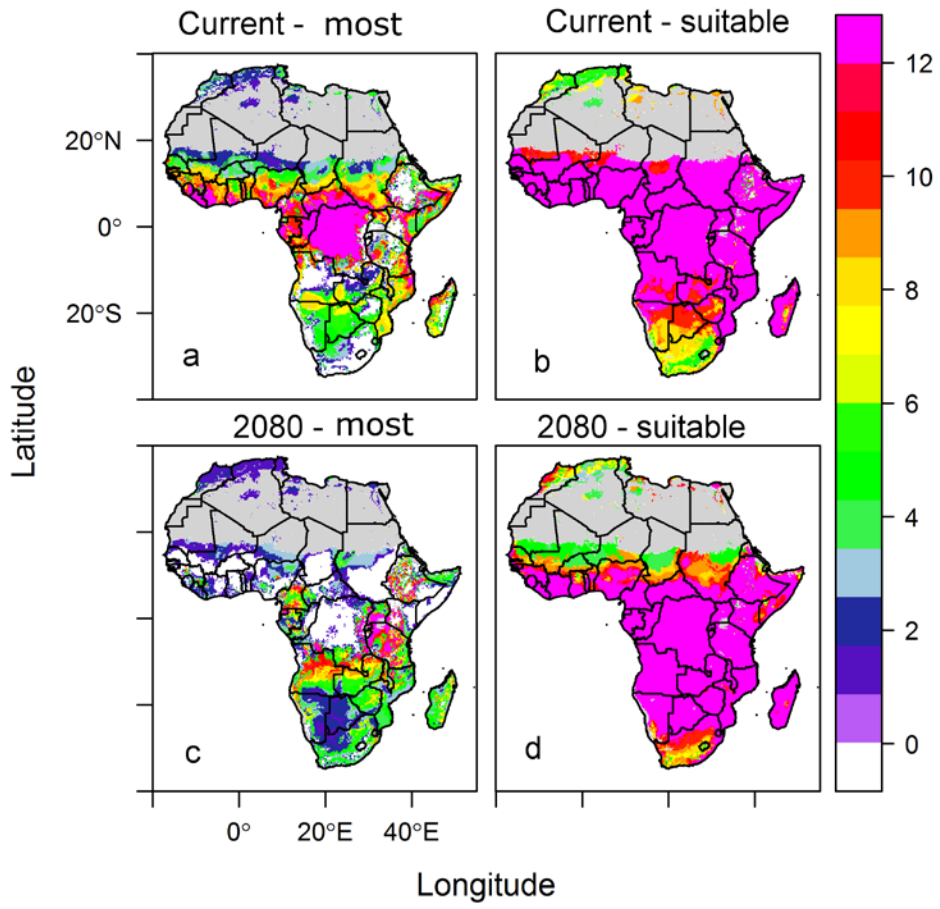 Current - most
Current - suitable
20°N
0°
20°S
a
b
12
10
8
6
4
2
0
Latitude
2080 - most
2080 - suitable
c
d
0°
20°E
40°E
Longitude